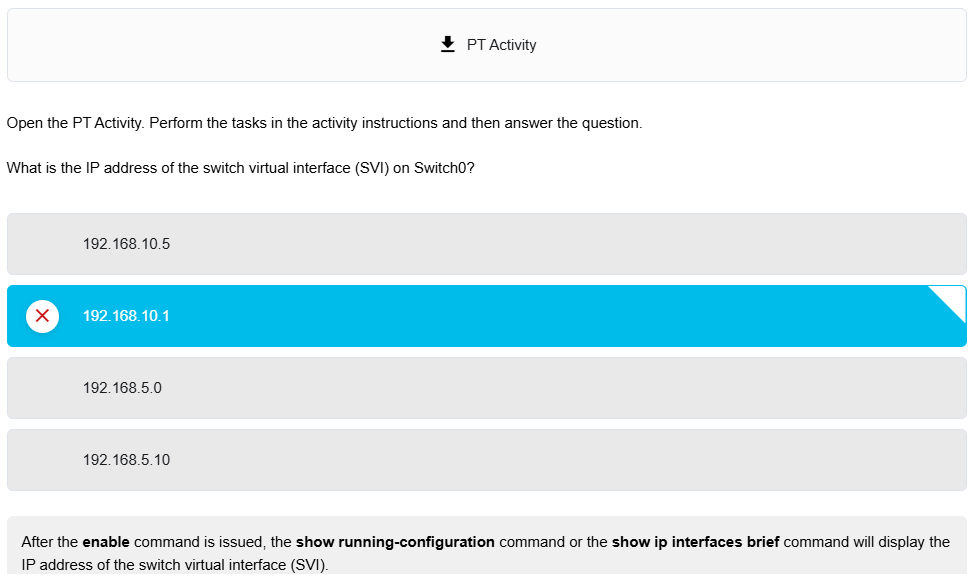 PT Activity
Open the PT Activity. Perform the tasks in the activity instructions and then answer the question.
What is the IP address of the switch virtual interface (SVI) on Switch0?
192.168.10.5
192.168.10.1
192.168.5.0
192.168.5.10
After the enable command is issued, the show running-configuration command or the show ip interfaces brief command will display the
IP address of the switch virtual interface (SVI).